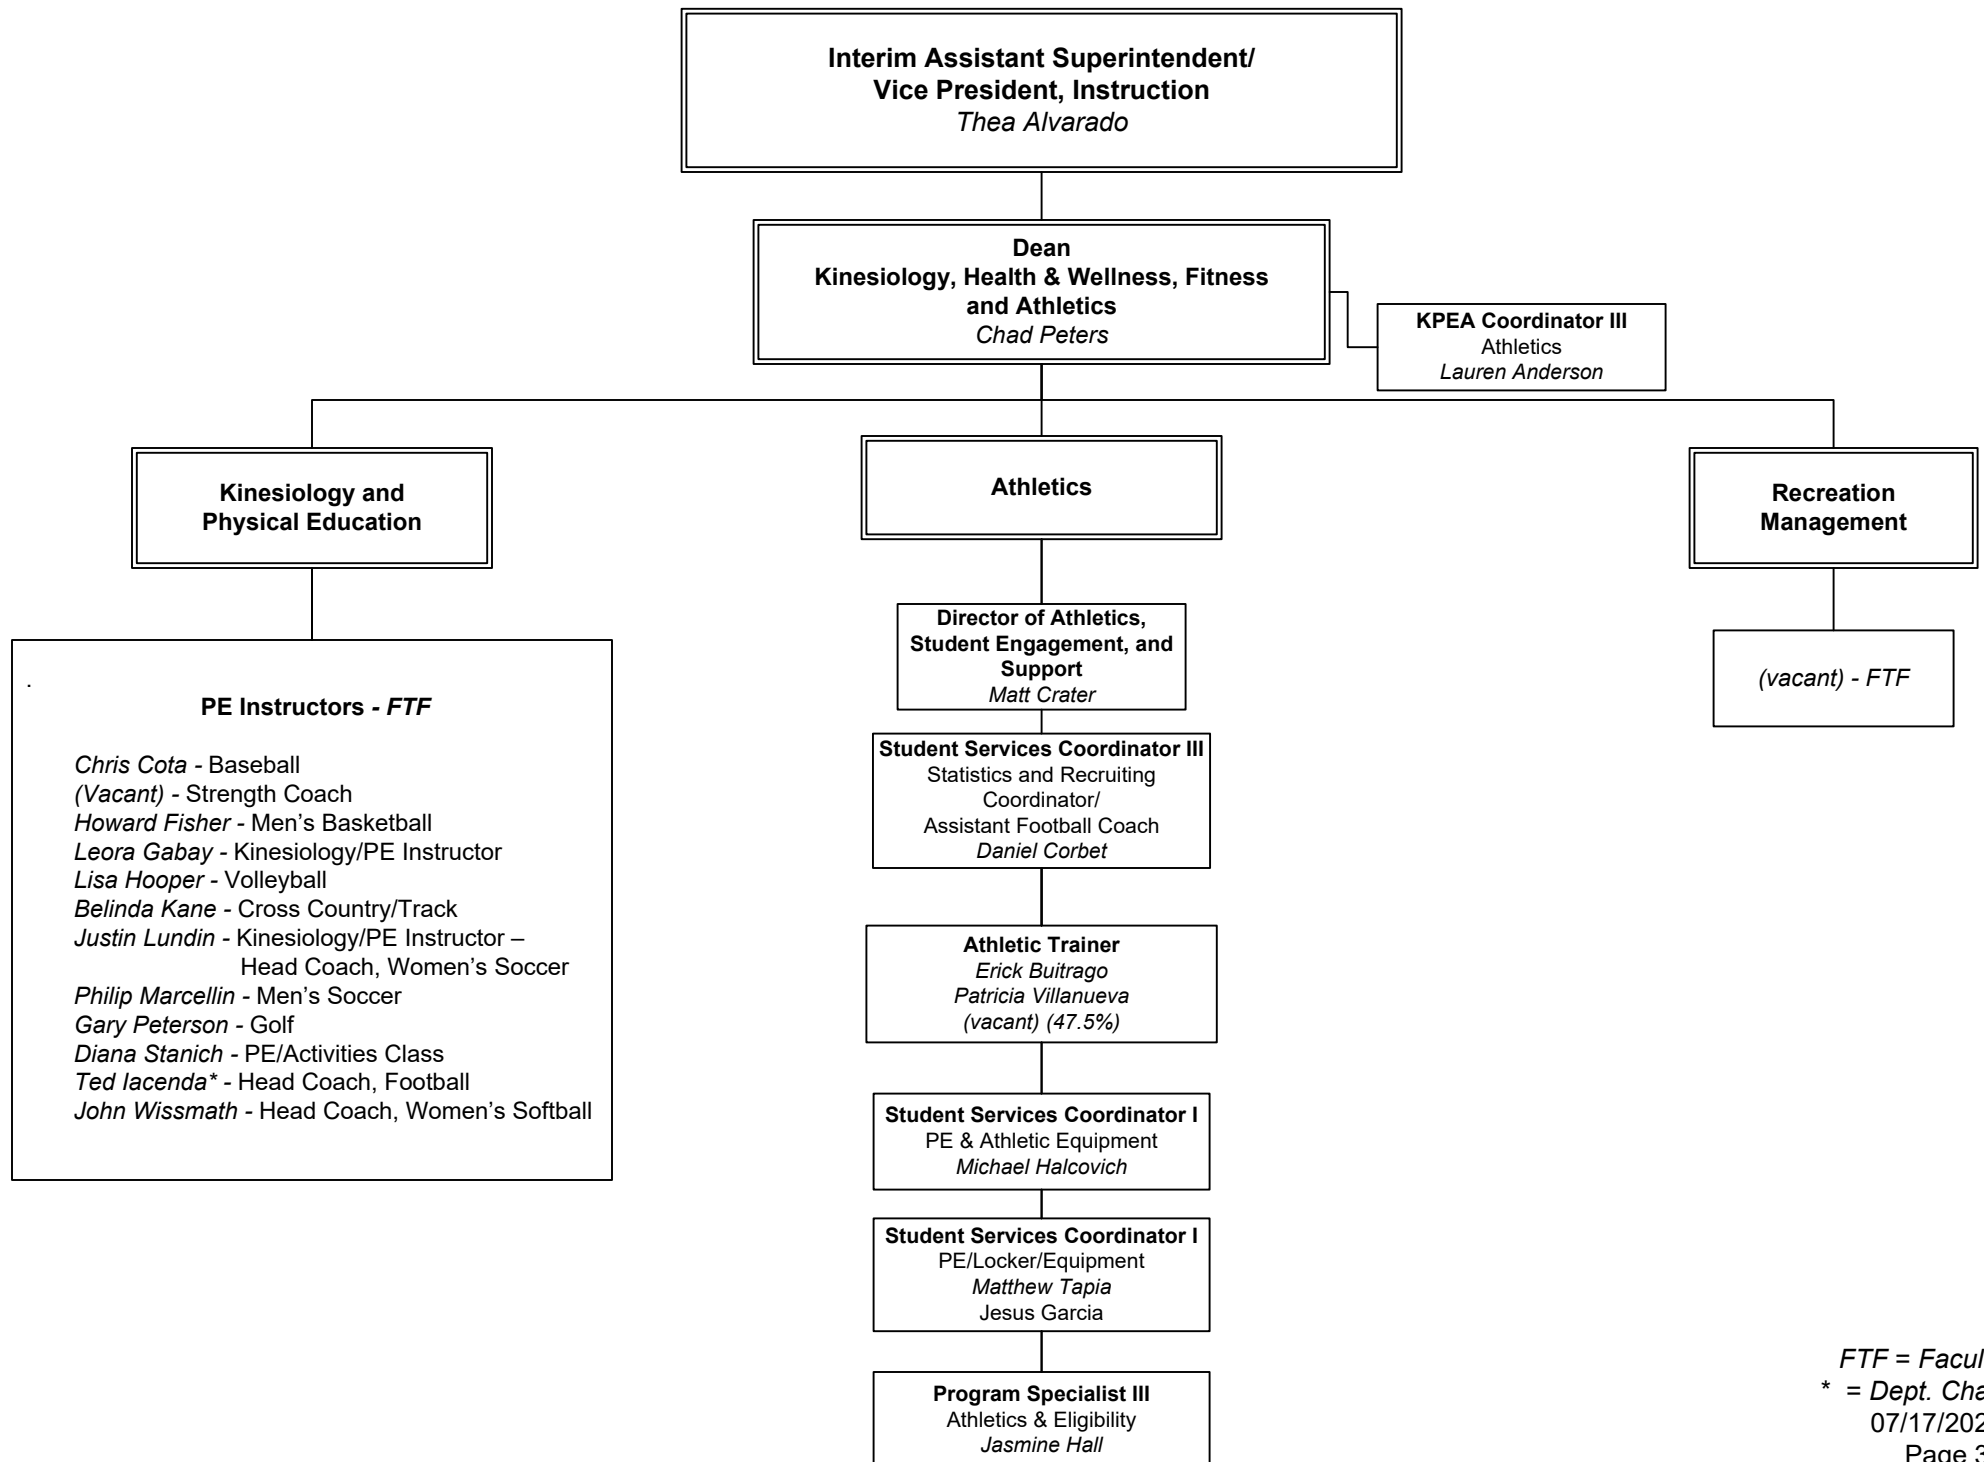 Interim Assistant Superintendent/
Vice President, Instruction
Thea Alvarado
Dean
Kinesiology, Health & Wellness, Fitness
and Athletics
Chad Peters
KPEA Coordinator III
Athletics
Lauren Anderson
Kinesiology and
Physical Education
Athletics
Recreation
Management
.
PE Instructors - FTF
Chris Cota - Baseball
(Vacant) - Strength Coach
Howard Fisher - Men’s Basketball
Leora Gabay - Kinesiology/PE Instructor
Lisa Hooper - Volleyball
Belinda Kane - Cross Country/Track
Justin Lundin - Kinesiology/PE Instructor –
Head Coach, Women’s Soccer
Philip Marcellin - Men’s Soccer
Gary Peterson - Golf
Diana Stanich - PE/Activities Class
Ted Iacenda* - Head Coach, Football
John Wissmath - Head Coach, Women’s Softball
Director of Athletics,
Student Engagement, and
Support
Matt Crater
Student Services Coordinator III
Statistics and Recruiting
Coordinator/
Assistant Football Coach
Daniel Corbet
Athletic Trainer
Erick Buitrago
Patricia Villanueva
(vacant) (47.5%)
Student Services Coordinator I
PE & Athletic Equipment
Michael Halcovich
Student Services Coordinator I
PE/Locker/Equipment
Matthew Tapia
Jesus Garcia
Program Specialist III
Athletics & Eligibility
Jasmine Hall
(vacant) - FTF
FTF =
* = Dept.
07/17/202
Page 3